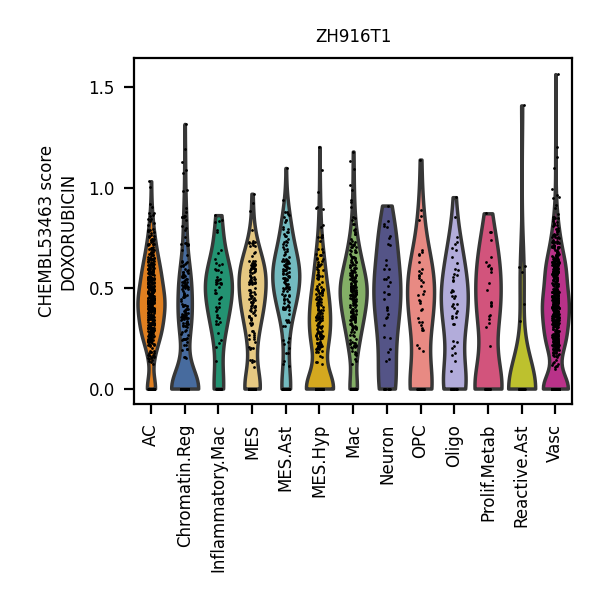 ZH916T1
CHEMBL53463 score
DOXORUBICIN
1.5
1.0
0.5
0.0
AC
Chromatin.Reg
Inflammatory.Mac
MES
MES.Ast
MES.Hyp
Mac
Neuron
OPC
Oligo
Prolif.Metab
Reactive.Ast
Vasc